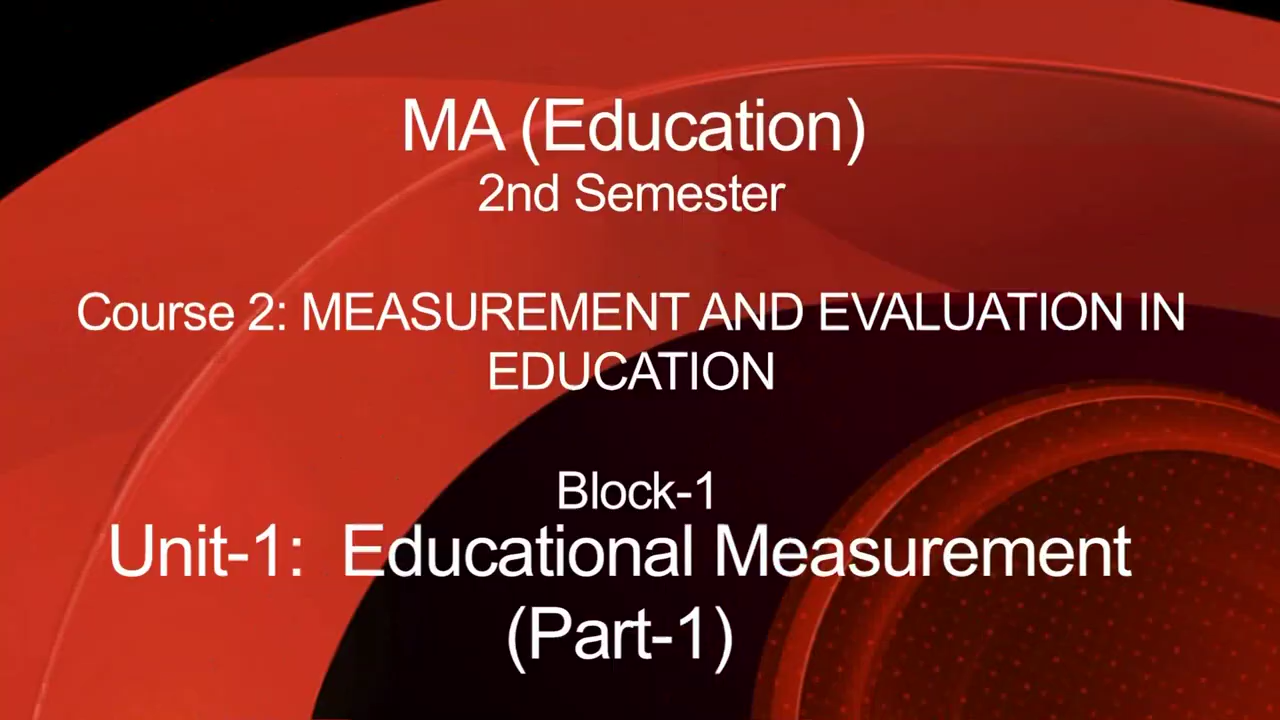 MA (Education)
2nd Semester
Course 2: MEASUREMENT AND EVALUATION IN
EDUCATION
Block-1
Unit-1: Educational Measurement
(Part-1)